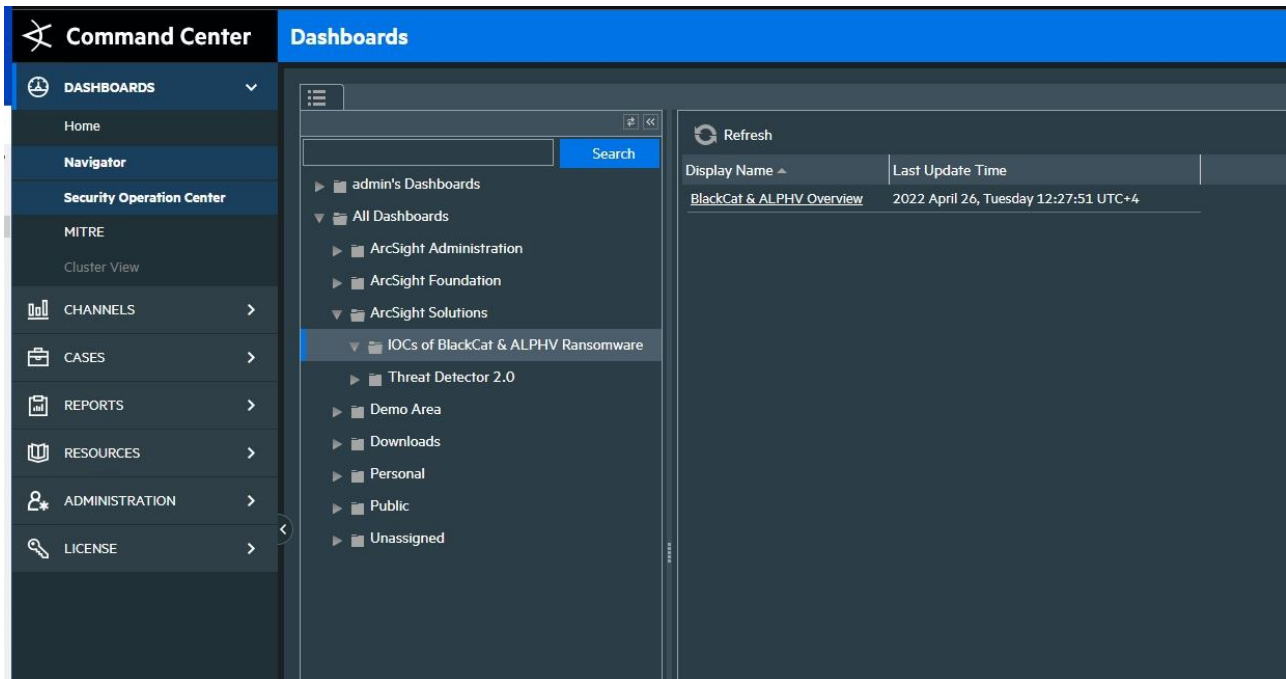 Command Center
Dashboards
DASHBOARDS
Home
Navigator
Security Operation Center
MITRE
Cluster View
CHANNELS
CASES
REPORTS
RESOURCES
ADMINISTRATION
LICENSE
Search
admin's Dashboards
All Dashboards
ArcSight Administration
ArcSight Foundation
ArcSight Solutions
IOCs of BlackCat & ALPHV Ransomware
Threat Detector 2.0
Demo Area
Downloads
Personal
Public
Unassigned
Refresh
Display Name Last Update Time
BlackCat & ALPHV Overview 2022 April 26, Tuesday 12:27:51 UTC+4